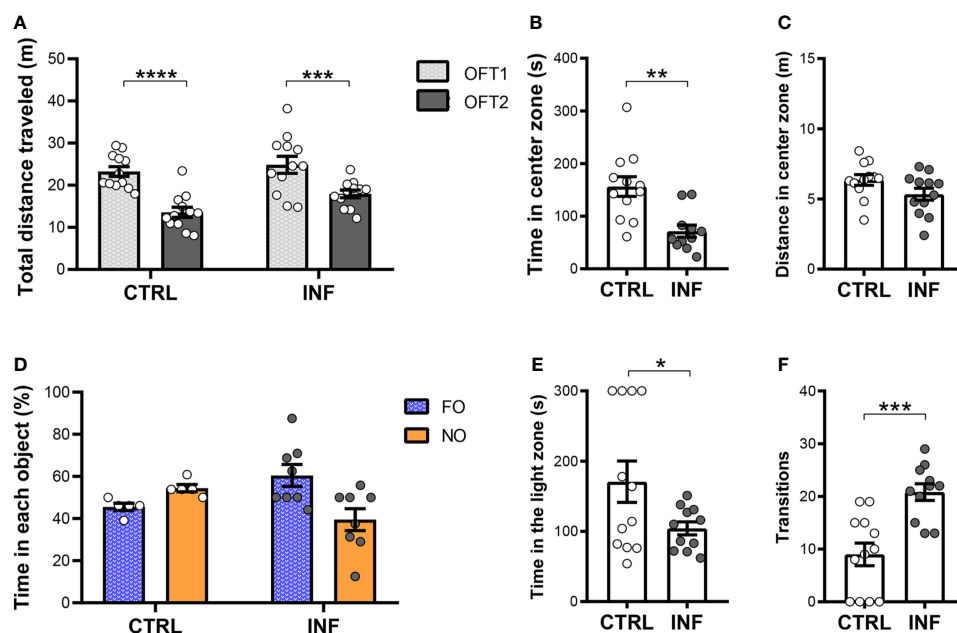 A
Total distance traveled (m)
50
40
30
20
10
0
****
***
CTRL
INF
OFT1
OFT2
B
Time in center zone (s)
400
300
200
100
0
**
CTRL
INF
C
Distance in center zone (m)
15
10
5
0
CTRL
INF
D
Time in each object (%)
100
80
60
40
20
0
CTRL
INF
FO
NO
E
Time in the light zone (s)
300
200
100
0
*
CTRL
INF
F
Transitions
40
30
20
10
0
***
CTRL
INF